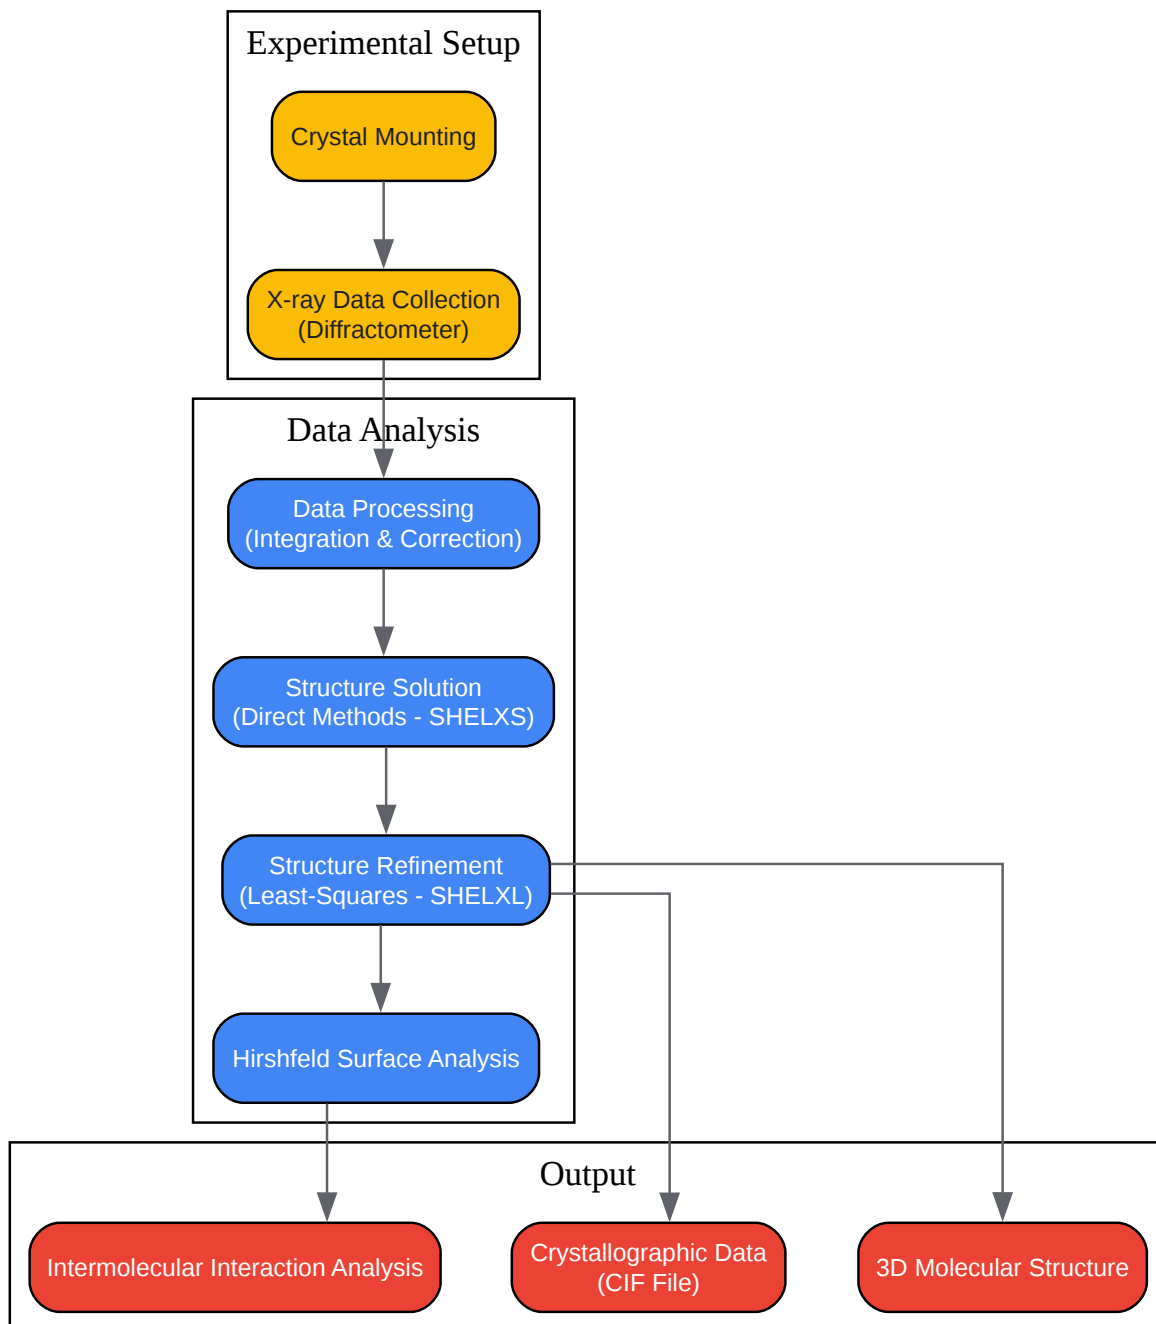 Experimental Setup
Crystal Mounting
X-ray Data Collection
(Diffractometer)
Data Analysis
Data Processing
(Integration & Correction)
Structure Solution
(Direct Methods - SHELXS)
Structure Refinement
(Least-Squares - SHELXL)
Hirshfeld Surface Analysis
Output
Intermolecular Interaction Analysis
Crystallographic Data
(CIF File)
3D Molecular Structure